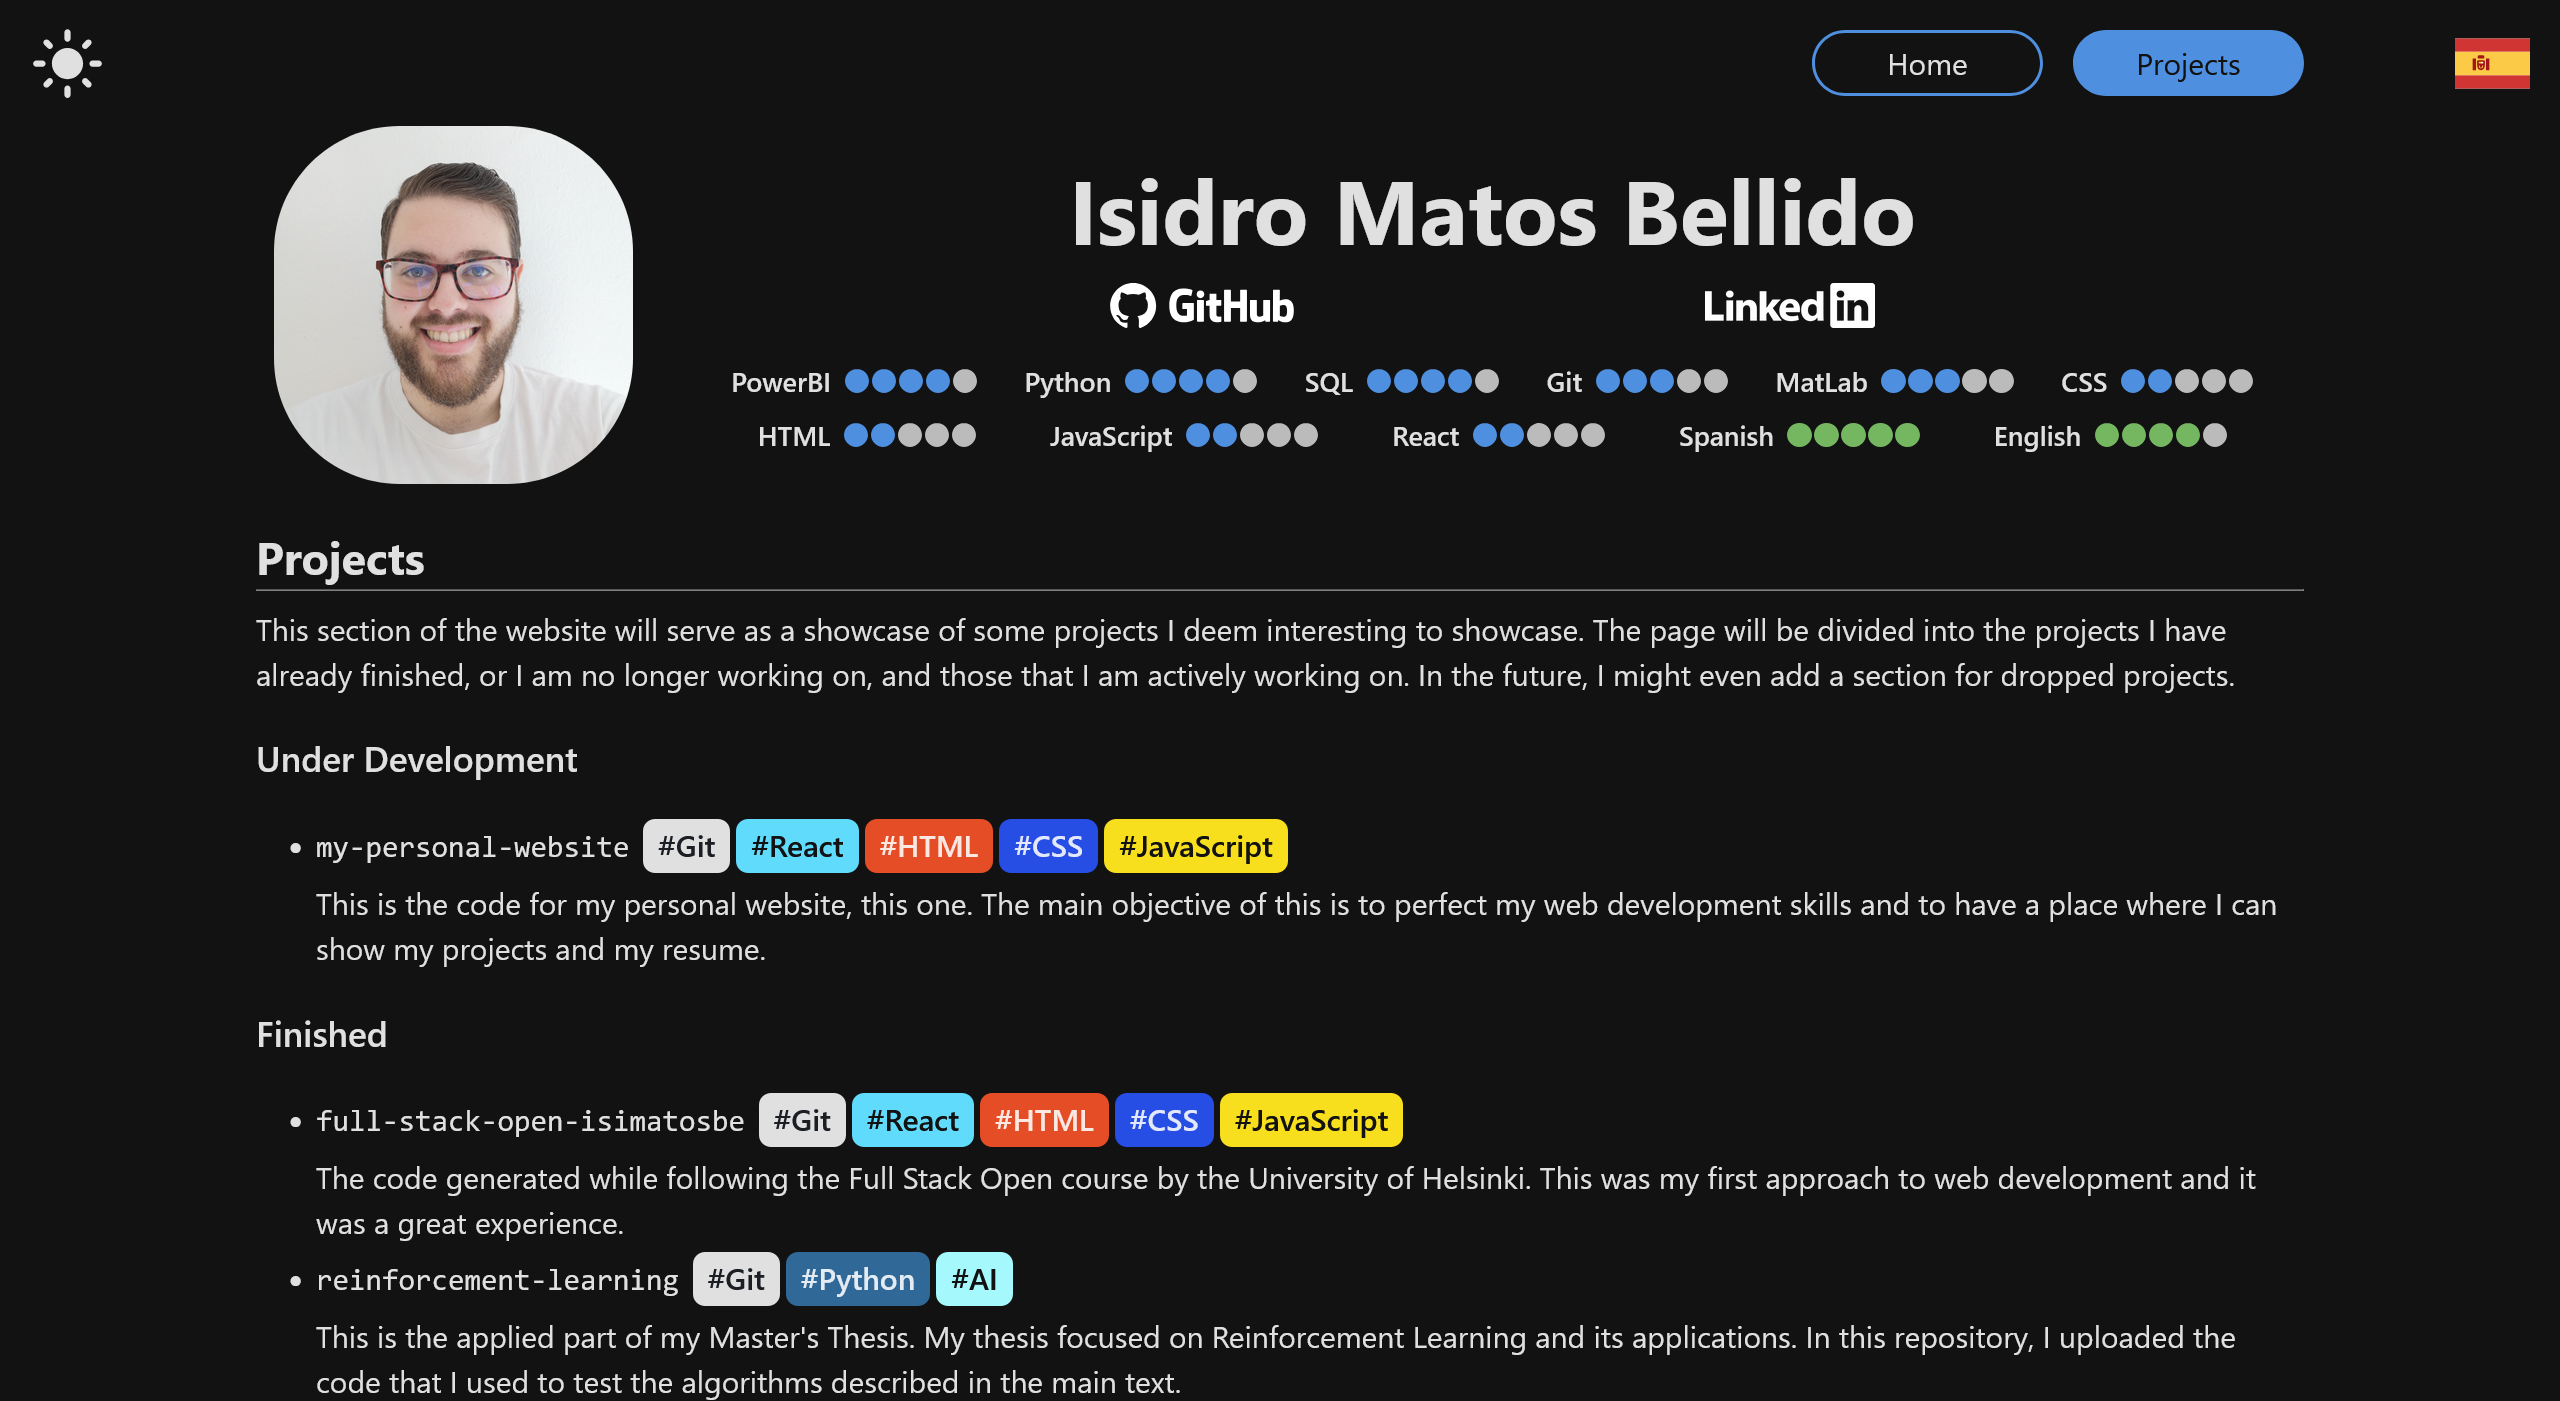 Home
Projects
Isidro Matos Bellido
GitHub
Linked in
PowerBI Python SQL Git MatLab CSS
HTML JavaScript React Spanish English
Projects
This section of the website will serve as a showcase of some projects I deem interesting to showcase. The page will be divided into the projects I have
already finished, or I am no longer working on, and those that I am actively working on. In the future, I might even add a section for dropped projects.
Under Development
my-personal-website #Git #React #HTML #CSS #JavaScript
This is the code for my personal website, this one. The main objective of this is to perfect my web development skills and to have a place where I can
show my projects and my resume.
Finished
full-stack-open-isimatosbe #Git #React #HTML #CSS #JavaScript
The code generated while following the Full Stack Open course by the University of Helsinki. This was my first approach to web development and it
was a great experience.
reinforcement-learning #Git #Python #AI
This is the applied part of my Master's Thesis. My thesis focused on Reinforcement Learning and its applications. In this repository, I uploaded the
code that I used to test the algorithms described in the main text.